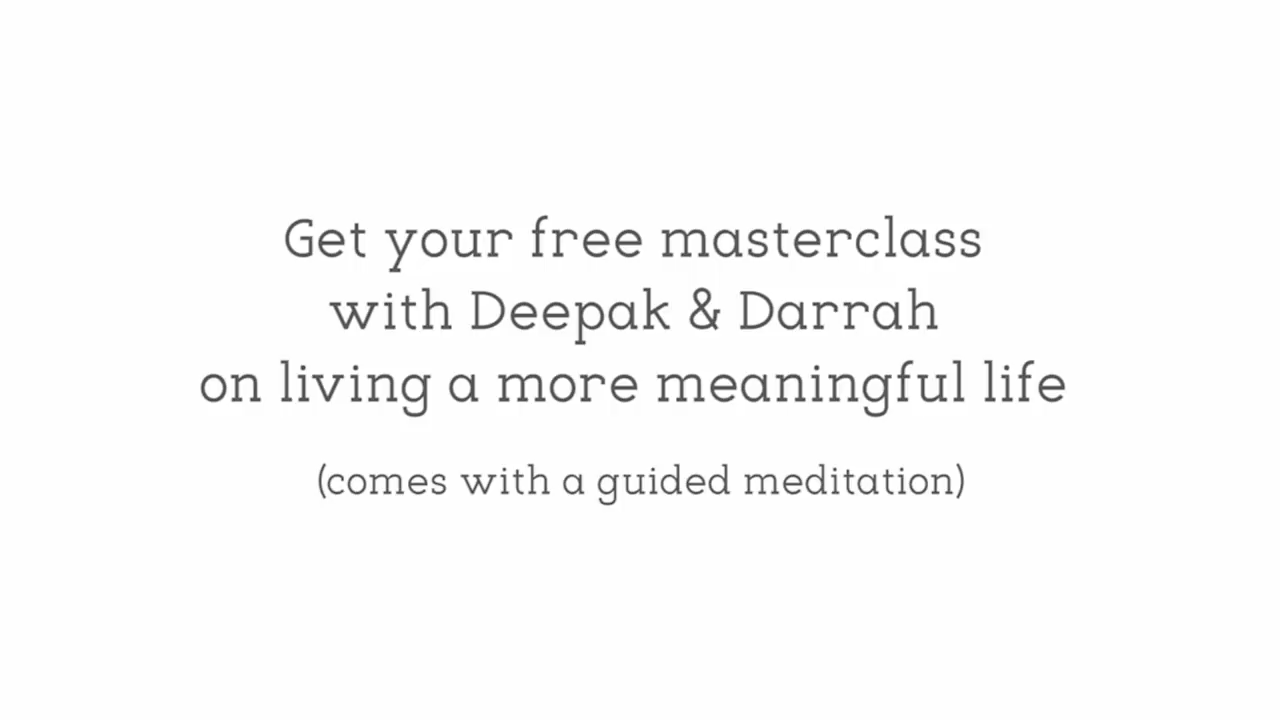 Get your free masterclass
with Deepak & Darrah
on living a more meaningful life
(comes with a guided meditation)